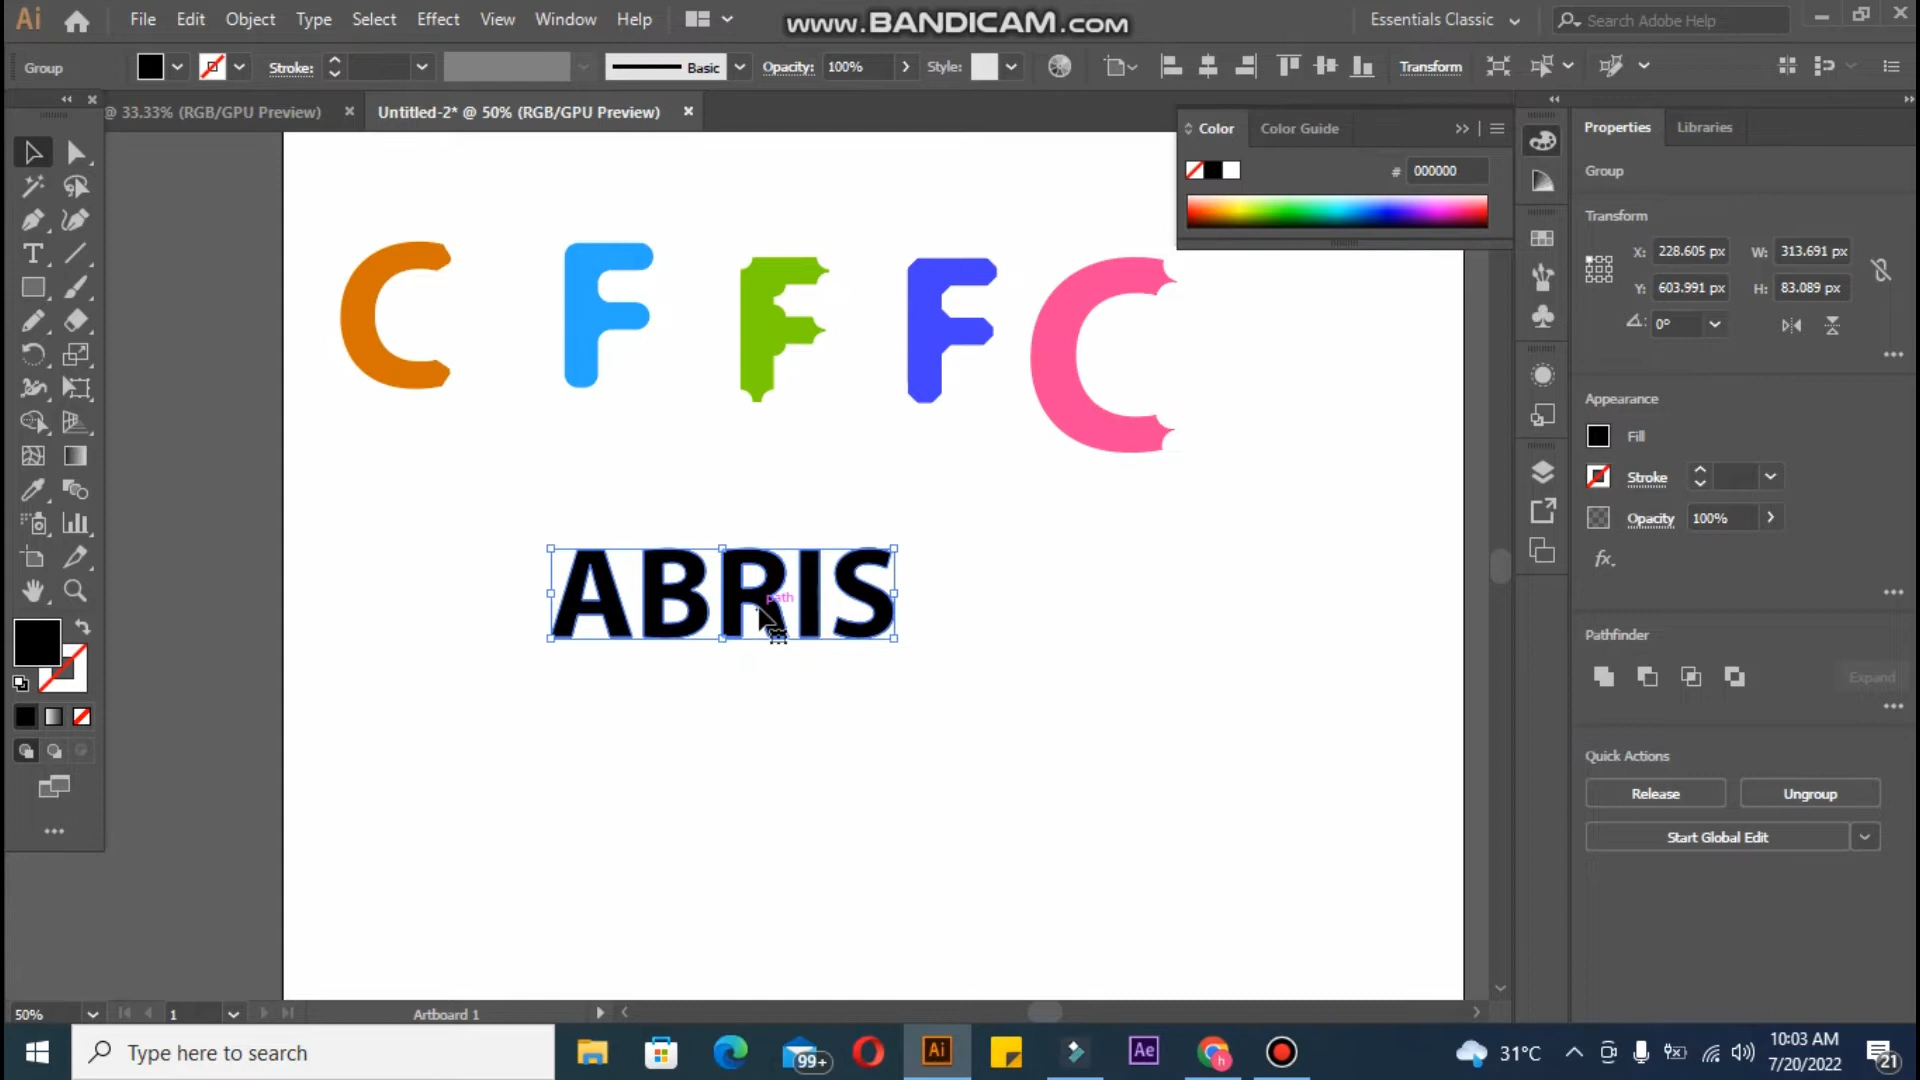 Ai File Edit Object Type Select Effect View Window Help www.BANDICAM.com Essentials Classic Search Adobe Help
Group Stroke: Basic Opacity: 100% Style: Transform
@ 33.33% (RGB/GPU Preview) Untitled-2* @ 50% (RGB/GPU Preview)
Color Color Guide
# 000000
Properties Libraries
Group
Transform
X: 228.605 px W: 313.691 px
Y: 603.991 px H: 83.089 px
0°
Appearance
Fill
Stroke
Opacity 100%
fx.
Pathfinder
Expand
Quick Actions
Release Ungroup
Start Global Edit
C F F F C
ABRIS
path
50% 1 Artboard 1
Type here to search 99+ Ai Ae h 31°C 10:03 AM
7/20/2022 21